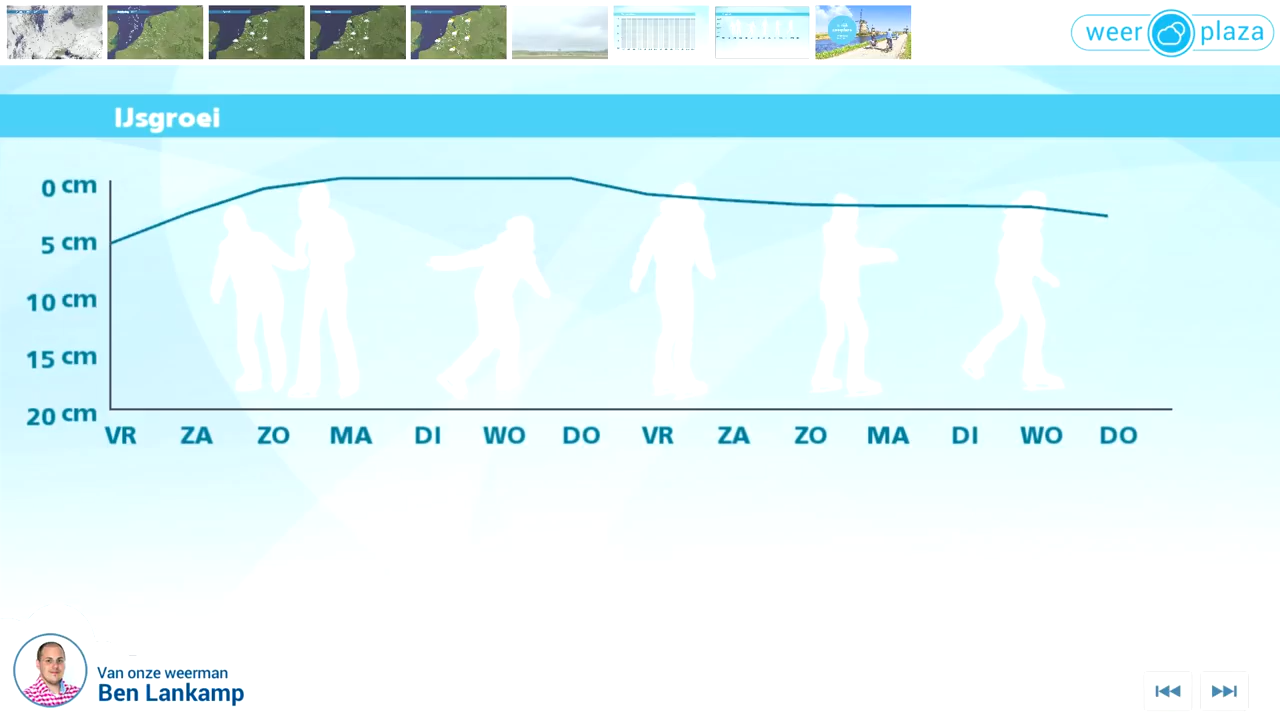 weer plaza
IJsgroei
0 cm
5 cm
10 cm
15 cm
20 cm
VR ZA ZO MA DI WO DO VR ZA ZO MA DI WO DO
Van onze weerman
Ben Lankamp